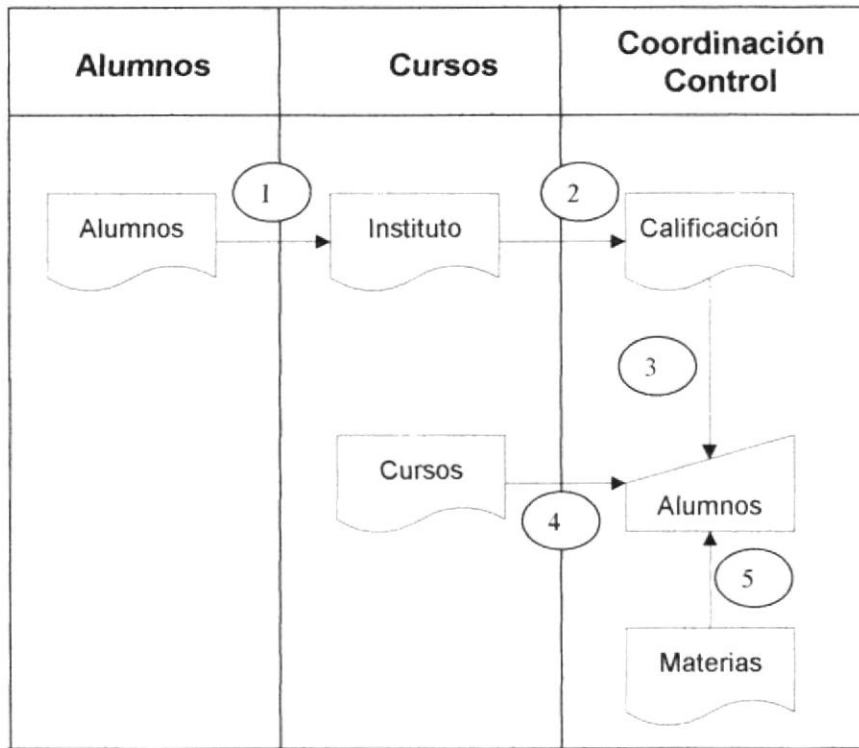 Alumnos
Cursos
Coordinación
Control
1
2
Alumnos
Instituto
Calificación
3
Cursos
Alumnos
4
5
Materias